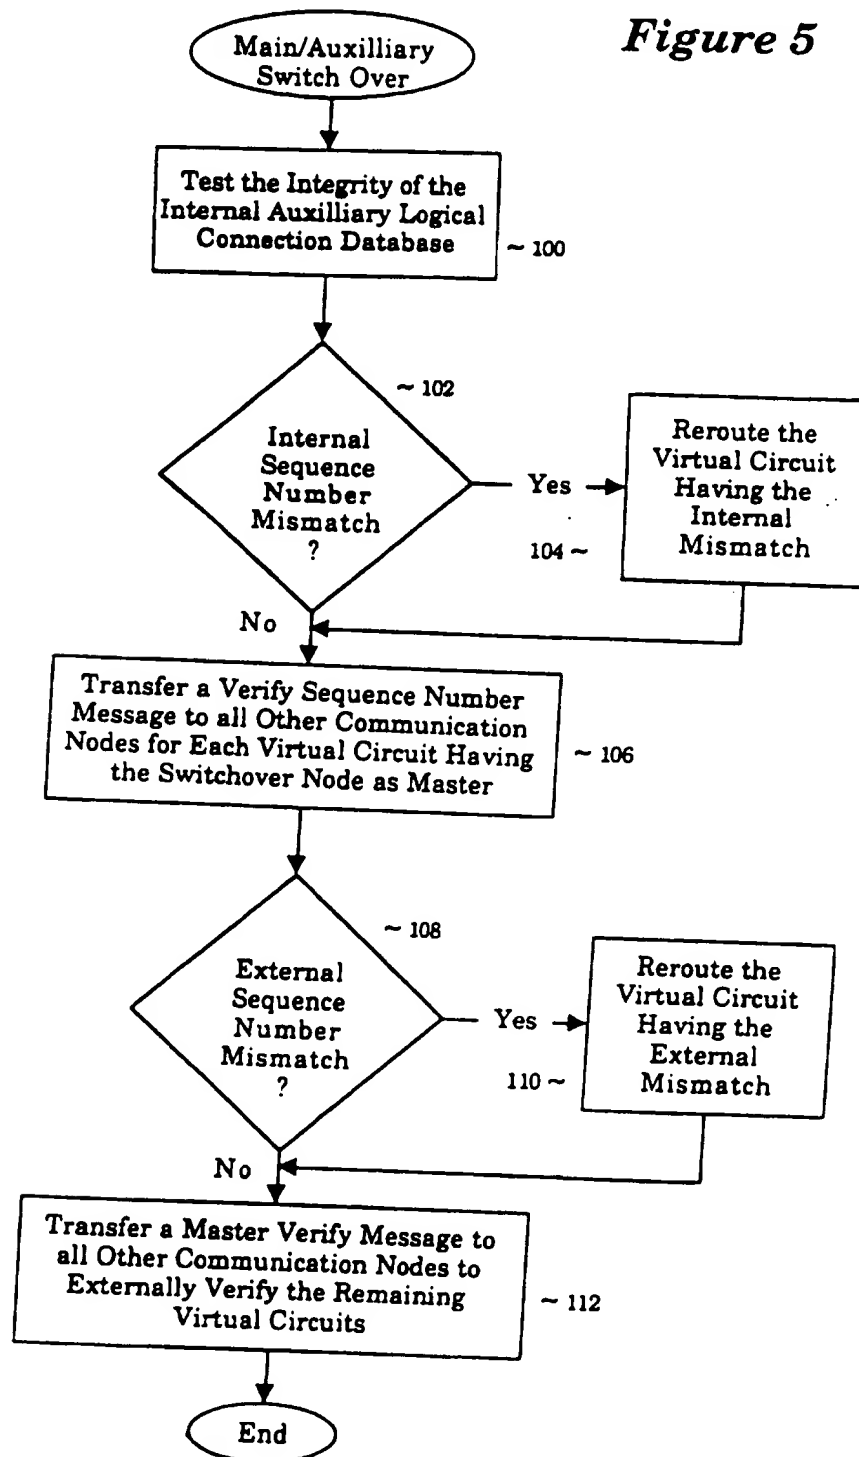 Figure 5
Main/Auxilliary
Switch Over
Test the Integrity of the
Internal Auxilliary Logical
Connection Database
~ 100
~ 102
Internal
Sequence
Number
Mismatch
?
Yes
Reroute the
Virtual Circuit
Having the
Internal
Mismatch
104 ~
No
Transfer a Verify Sequence Number
Message to all Other Communication
Nodes for Each Virtual Circuit Having
the Switchover Node as Master
~ 106
~ 108
External
Sequence
Number
Mismatch
?
Yes
Reroute the
Virtual Circuit
Having the
External
Mismatch
110 ~
No
Transfer a Master Verify Message to
all Other Communication Nodes to
Externally Verify the Remaining
Virtual Circuits
~ 112
End